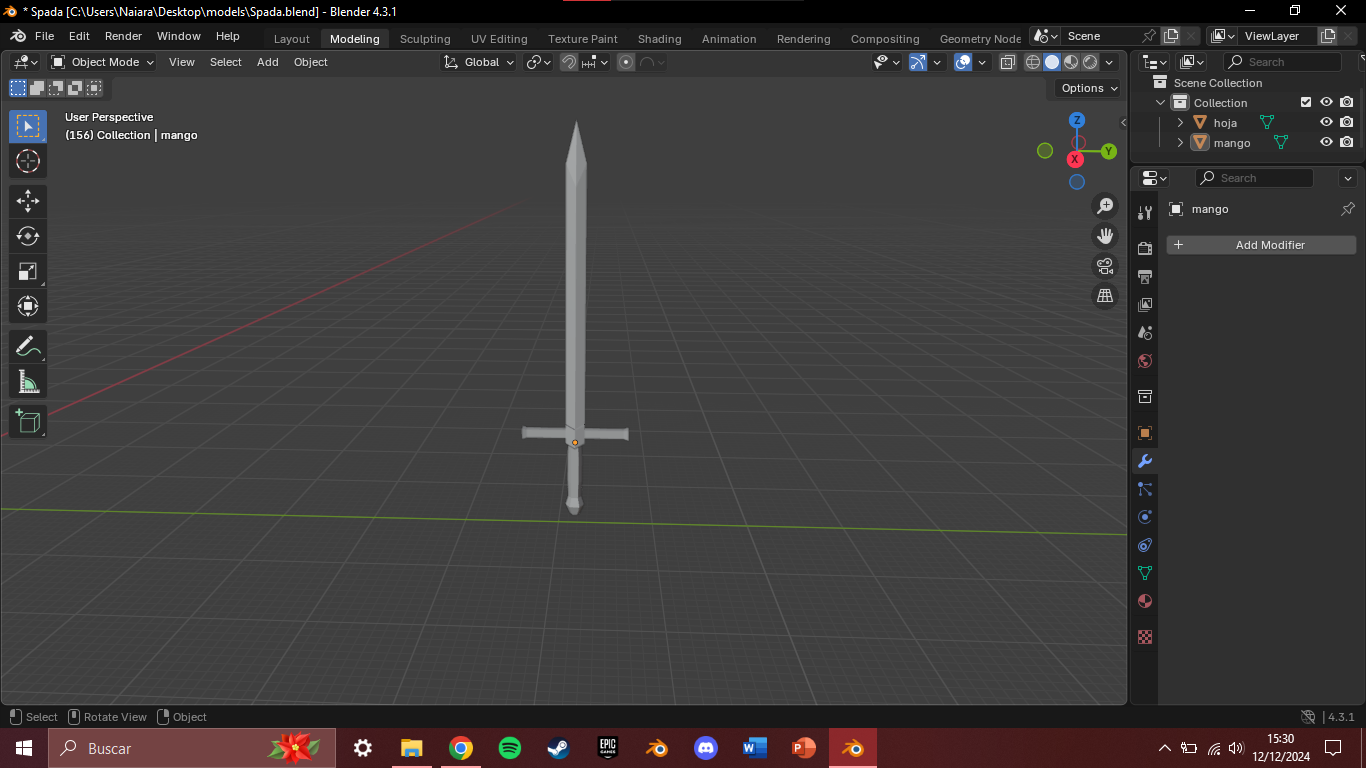 * Spada [C:\Users\Naiara\Desktop\models\Spada.blend] - Blender 4.3.1
File Edit Render Window Help Layout Modeling Sculpting UV Editing Texture Paint Shading Animation Rendering Compositing Geometry Node Scene ViewLayer
Object Mode View Select Add Object Global Search
Options
Scene Collection
Collection
hoja
mango
User Perspective
(156) Collection | mango
Z
Y
X
Search
mango
+ Add Modifier
Select Rotate View Object 4.3.1
Buscar
EPIC GAMES
15:30
12/12/2024